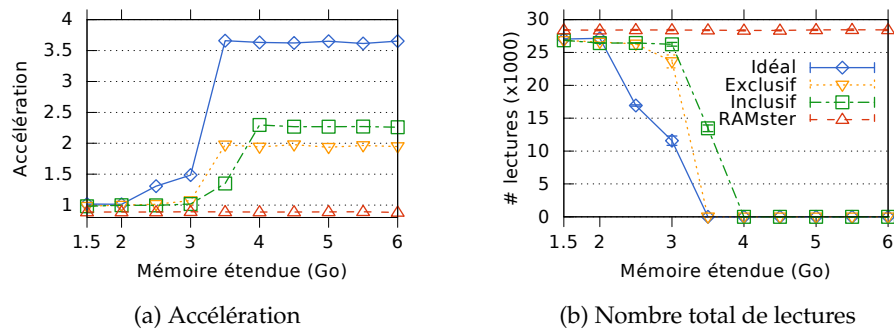 4
3.5
3
2.5
2
1.5
1
Accélération
1.5 2 3 4 5 6
Mémoire étendue (Go)
(a) Accélération
30
25
20
15
10
5
0
# lectures (x1000)
Idéal
Exclusif
Inclusif
RAMster
1.5 2 3 4 5 6
Mémoire étendue (Go)
(b) Nombre total de lectures